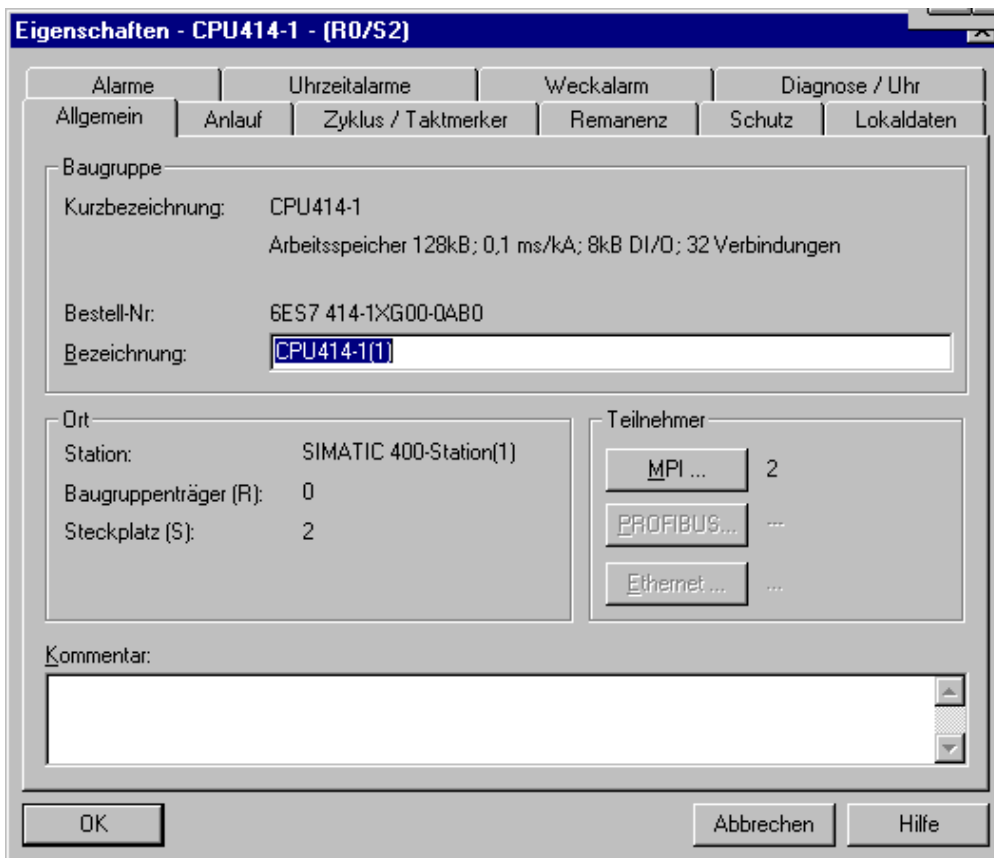 Eigenschaften - CPU414-1 - (R0/S2)
Alarme Uhrzeitalarme Weckalarm Diagnose / Uhr
Allgemein Anlauf Zyklus / Taktmerker Remanenz Schutz Lokaldaten
Baugruppe
Kurzbezeichnung: CPU414-1
Arbeitsspeicher 128kB; 0,1 ms/kA; 8kB DI/O; 32 Verbindungen
Bestell-Nr: 6ES7 414-1XG00-0AB0
Bezeichnung: CPU414-1(1)
Ort
Station: SIMATIC 400-Station(1)
Baugruppenträger (R): 0
Steckplatz (S): 2
Teilnehmer
MPI ... 2
PROFIBUS... ---
Ethernet ... ...
Kommentar:
OK Abbrechen Hilfe